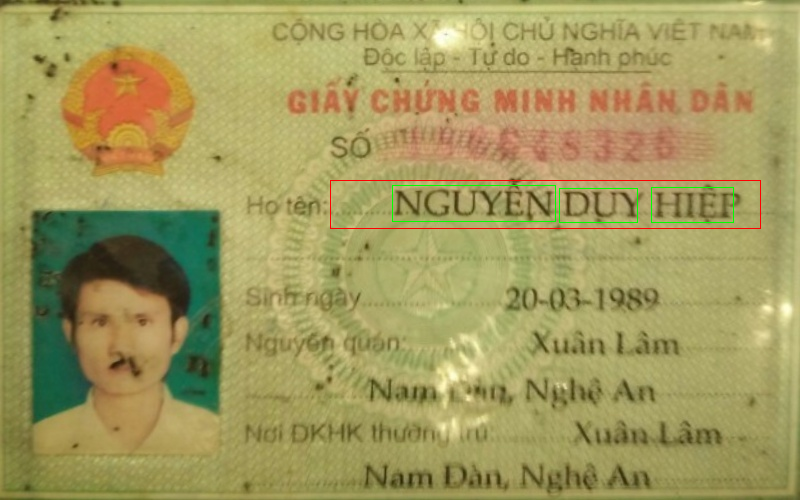 CỘNG HÒA XÃ HỘI CHỦ NGHĨA VIỆT NAM
Độc lập - Tự do - Hạnh phúc
GIẤY CHỨNG MINH NHÂN DÂN
SỐ
Họ tên: NGUYỄN DUY HIỆP
Sinh ngày 20-03-1989
Nguyên quán: Xuân Lâm
Nam Đàn, Nghệ An
Nơi ĐKHK thường trú: Xuân Lâm
Nam Đàn, Nghệ An